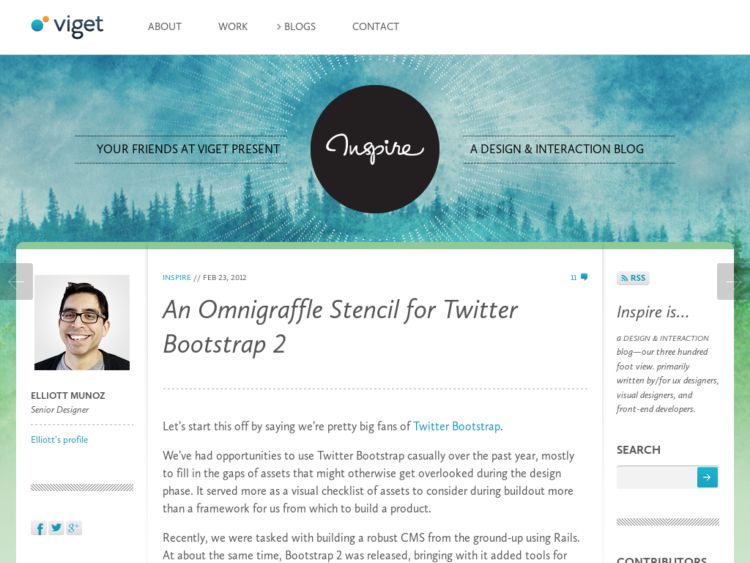 viget
ABOUT
WORK
> BLOGS
CONTACT
YOUR FRIENDS AT VIGET PRESENT
Inspire
A DESIGN & INTERACTION BLOG
ELLIOTT MUNOZ
Senior Designer
Elliott's profile
INSPIRE // FEB 23, 2012
11
An Omnigraffle Stencil for Twitter
Bootstrap 2
Let's start this off by saying we're pretty big fans of Twitter Bootstrap.
We've had opportunities to use Twitter Bootstrap casually over the past year, mostly
to fill in the gaps of assets that might otherwise get overlooked during the design
phase. It served more as a visual checklist of assets to consider during buildout more
than a framework for us from which to build a product.
Recently, we were tasked with building a robust CMS from the ground-up using Rails.
At about the same time, Bootstrap 2 was released, bringing with it added tools for
RSS
Inspire is...
a DESIGN & INTERACTION
blog—our three hundred
foot view. primarily
written by/for ux designers,
visual designers, and
front-end developers.
SEARCH
CONTRIBUTORS